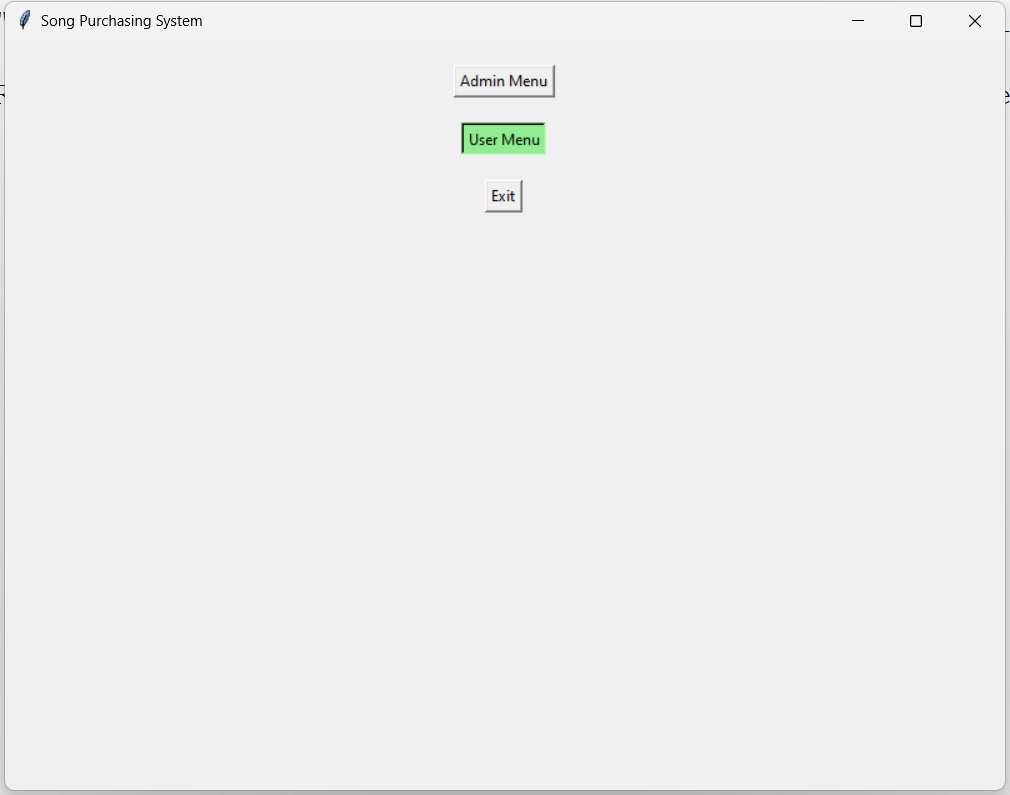 Song Purchasing System
Admin Menu
User Menu
Exit